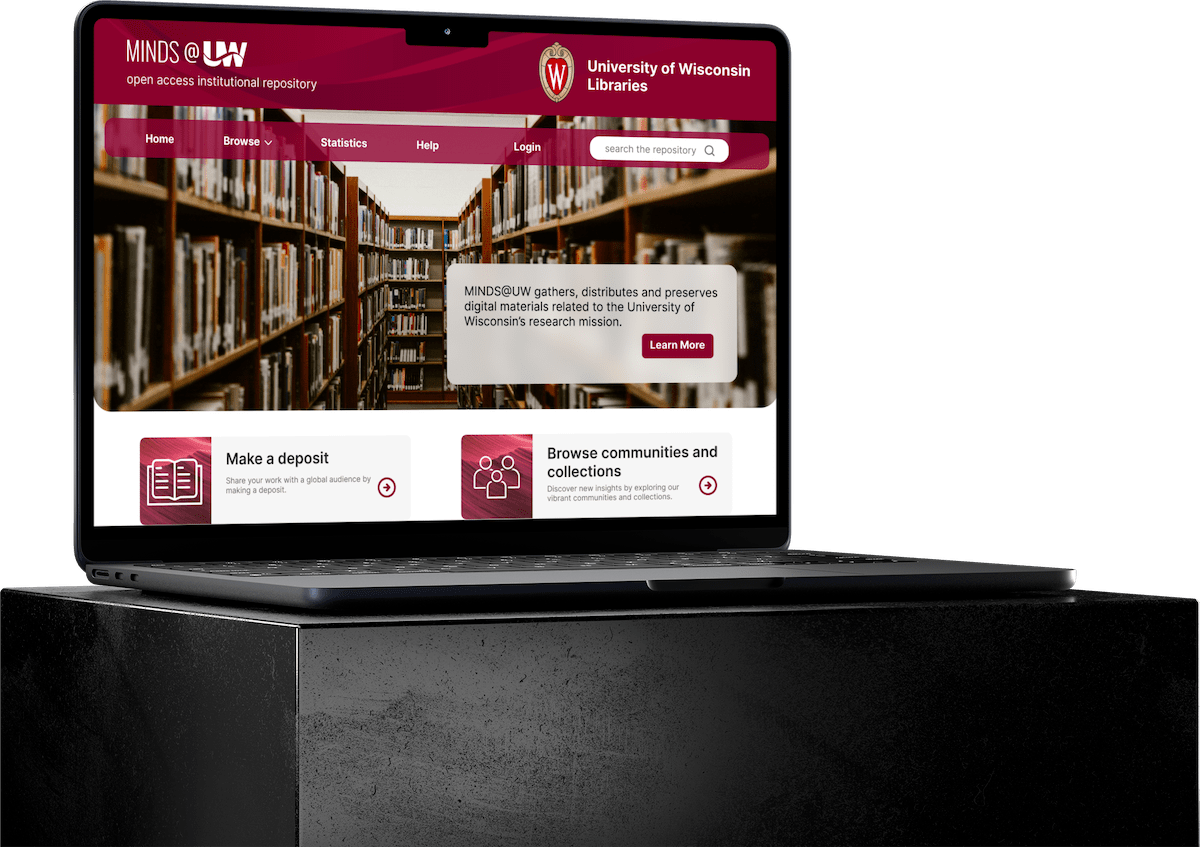 MINDS @ UW
open access institutional repository
W
University of Wisconsin
Libraries
Home
Browse
Statistics
Help
Login
search the repository
MINDS@UW gathers, distributes and preserves
digital materials related to the University of
Wisconsin's research mission.
Learn More
Make a deposit
Share your work with a global audience by
making a deposit.
Browse communities and
collections
Discover new insights by exploring our
vibrant communities and collections.